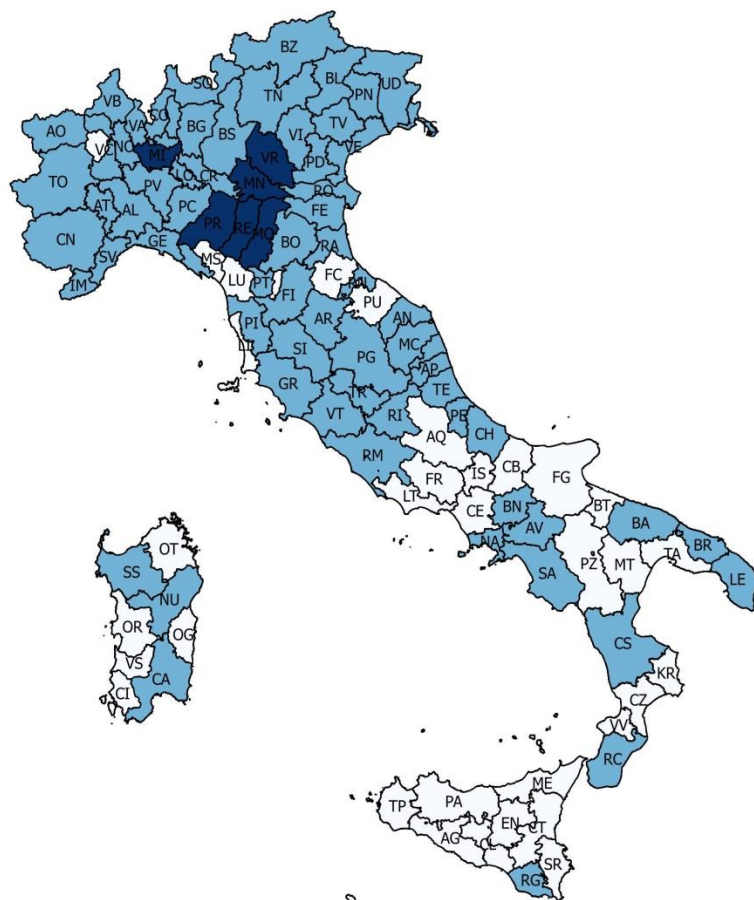 BZ
SO
BL
UD
TN
PN
VB
CO
TV
VA
BG
BS
VI
AO
NO
VE
MI
VR
PD
LO
CR
TO
PV
MN
RO
AT
AL
PC
FE
PR
RE
MO
CN
GE
BO
RA
SV
MS
FC
LU
PT
IM
FI
PU
PI
AR
AN
LI
SI
MC
PG
AP
GR
TR
TE
VT
RI
PE
AQ
CH
RM
IS
CB
FG
FR
LT
CE
BT
BN
BA
AV
NA
BR
TA
OT
PZ
MT
SS
SA
LE
NU
OR
OG
CS
VS
KR
CA
CI
CZ
VV
RC
ME
TP
PA
EN
CT
AG
SR
RG